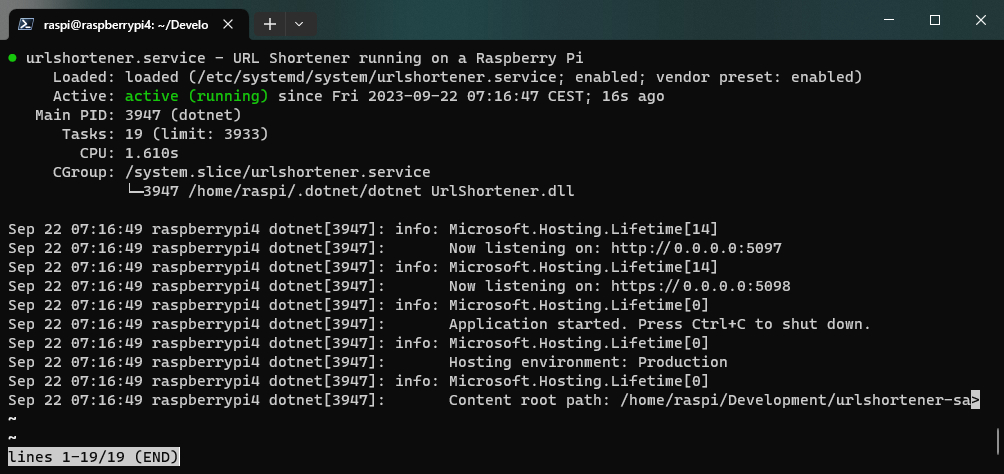 raspi@raspberrypi4: ~/Develo
● urlshortener.service - URL Shortener running on a Raspberry Pi
     Loaded: loaded (/etc/systemd/system/urlshortener.service; enabled; vendor preset: enabled)
     Active: active (running) since Fri 2023-09-22 07:16:47 CEST; 16s ago
   Main PID: 3947 (dotnet)
      Tasks: 19 (limit: 3933)
        CPU: 1.610s
     CGroup: /system.slice/urlshortener.service
             └─3947 /home/raspi/.dotnet/dotnet UrlShortener.dll
Sep 22 07:16:49 raspberrypi4 dotnet[3947]: info: Microsoft.Hosting.Lifetime[14]
Sep 22 07:16:49 raspberrypi4 dotnet[3947]:       Now listening on: http://0.0.0.0:5097
Sep 22 07:16:49 raspberrypi4 dotnet[3947]: info: Microsoft.Hosting.Lifetime[14]
Sep 22 07:16:49 raspberrypi4 dotnet[3947]:       Now listening on: https://0.0.0.0:5098
Sep 22 07:16:49 raspberrypi4 dotnet[3947]: info: Microsoft.Hosting.Lifetime[0]
Sep 22 07:16:49 raspberrypi4 dotnet[3947]:       Application started. Press Ctrl+C to shut down.
Sep 22 07:16:49 raspberrypi4 dotnet[3947]: info: Microsoft.Hosting.Lifetime[0]
Sep 22 07:16:49 raspberrypi4 dotnet[3947]:       Hosting environment: Production
Sep 22 07:16:49 raspberrypi4 dotnet[3947]: info: Microsoft.Hosting.Lifetime[0]
Sep 22 07:16:49 raspberrypi4 dotnet[3947]:       Content root path: /home/raspi/Development/urlshortener-sa>
~
~
lines 1-19/19 (END)